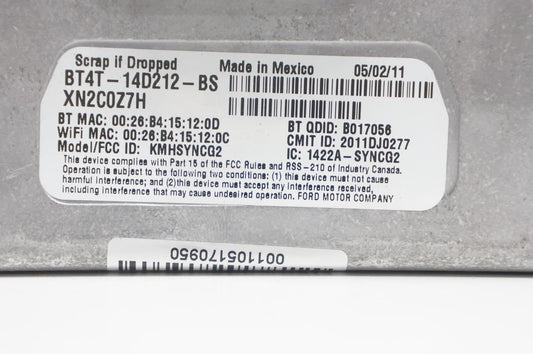 Scrap if Dropped Made in Mexico 05/02/11
BT4T-14D212-BS
XN2C0Z7H
BT MAC: 00:26:B4:15:12:0D BT QDID: B017056
WiFi MAC: 00:26:B4:15:12:0C CMIT ID: 2011DJ0277
Model/FCC ID: KMHSYNCG2 IC: 1422A-SYNCG2
This device complies with Part 15 of the FCC Rules and RSS-210 of Industry Canada.
Operation is subject to the following two conditions: (1) this device must not cause
harmful interference; and (2)this device must accept any interference received,
including interference that may cause undesired operation. FORD MOTOR COMPANY
0011105170950